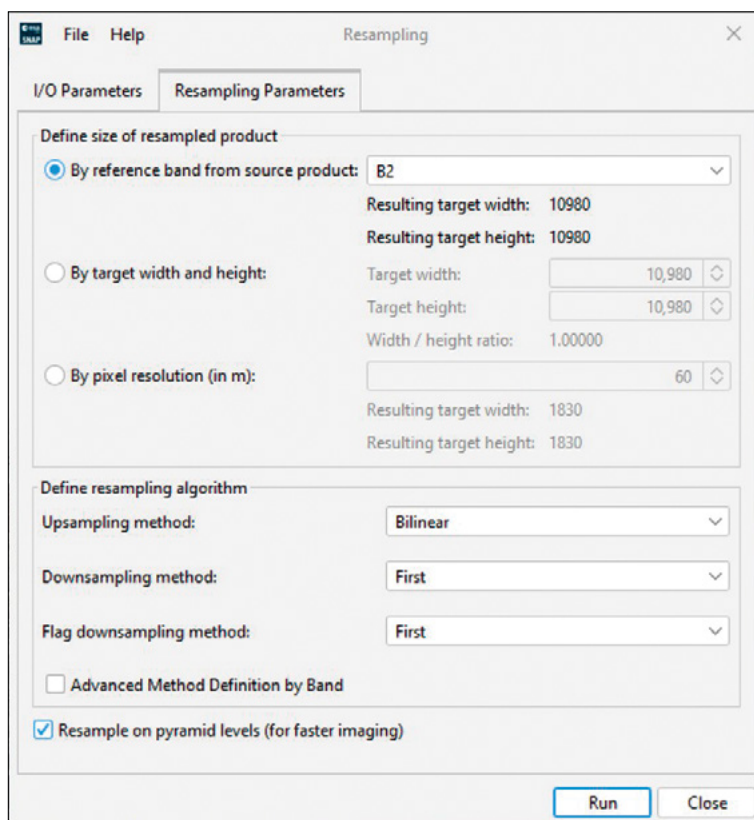 esa
SNAP
File Help Resampling
I/O Parameters Resampling Parameters
Define size of resampled product
By reference band from source product: B2
Resulting target width: 10980
Resulting target height: 10980
By target width and height: Target width: 10,980
Target height: 10,980
Width / height ratio: 1.00000
By pixel resolution (in m): 60
Resulting target width: 1830
Resulting target height: 1830
Define resampling algorithm
Upsampling method: Bilinear
Downsampling method: First
Flag downsampling method: First
Advanced Method Definition by Band
Resample on pyramid levels (for faster imaging)
Run Close